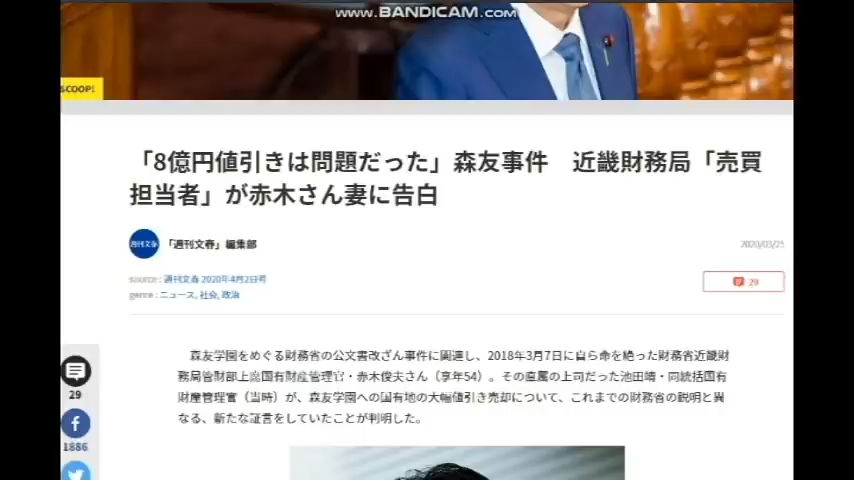 www.BANDICAM.com
SCOOP!
「8億円値引きは問題だった」森友事件　近畿財務局「売買
担当者」が赤木さん妻に告白
週刊文春
「週刊文春」編集部
2020/03/25
source : 週刊文春 2020年4月2日号
29
genre : ニュース, 社会, 政治
森友学園をめぐる財務省の公文書改ざん事件に関連し、2018年3月7日に自ら命を絶った財務省近畿財
務局管財部上席国有財産管理官・赤木俊夫さん（享年54）。その直属の上司だった池田靖・同統括国有
財産管理官（当時）が、森友学園への国有地の大幅値引き売却について、これまでの財務省の説明と異
なる、新たな証言をしていたことが判明した。
29
1886